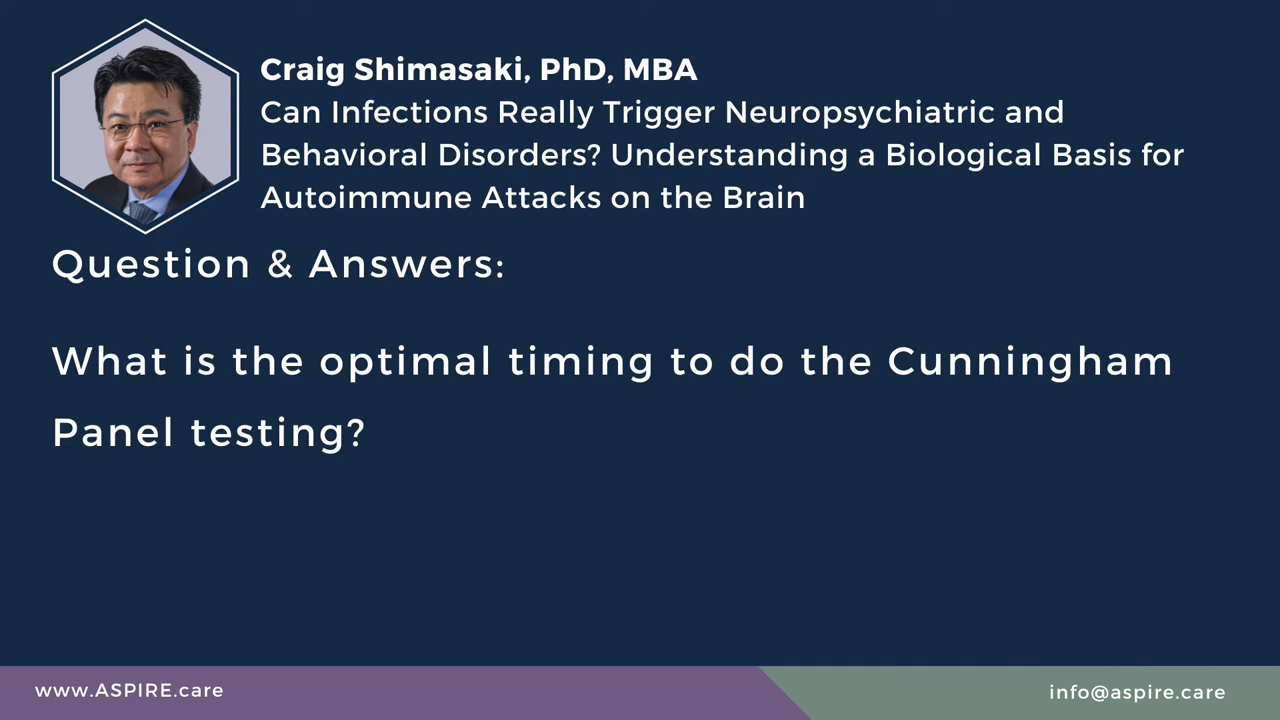 Craig Shimasaki, PhD, MBA
Can Infections Really Trigger Neuropsychiatric and
Behavioral Disorders? Understanding a Biological Basis for
Autoimmune Attacks on the Brain
Question & Answers:
What is the optimal timing to do the Cunningham
Panel testing?
www.ASPIRE.care
info@aspire.care